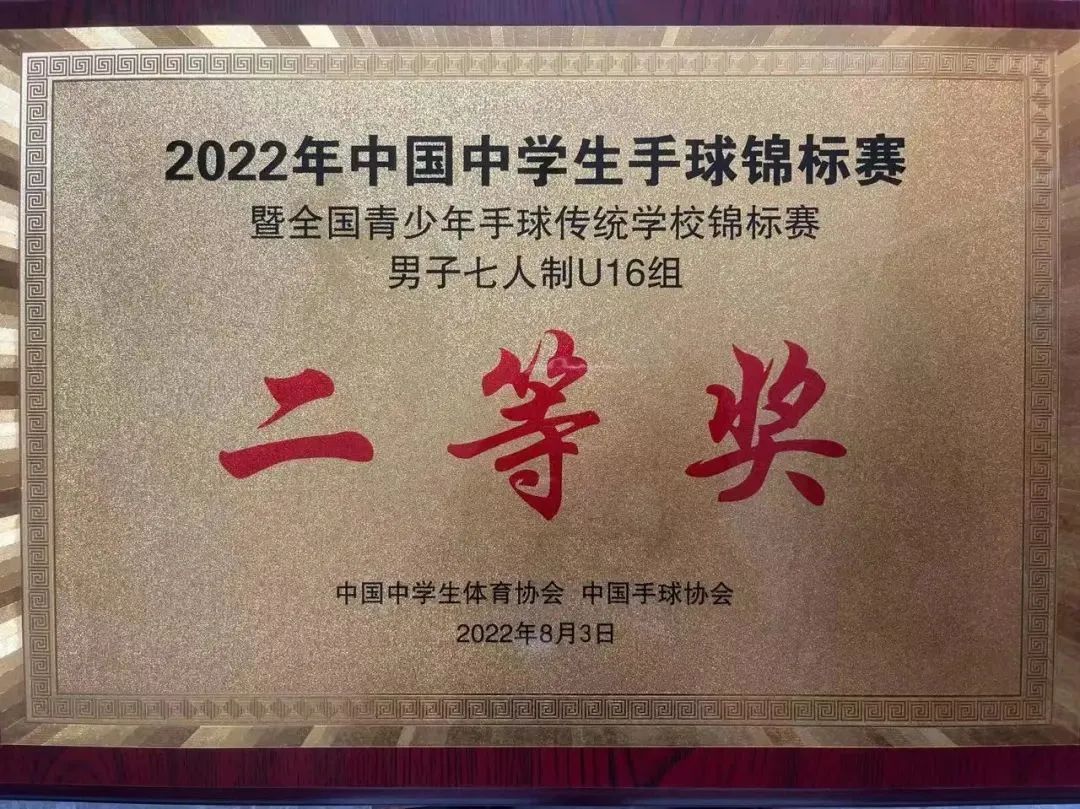 2022年中国中学生手球锦标赛
暨全国青少年手球传统学校锦标赛
男子七人制U16组
二等奖
中国中学生体育协会 中国手球协会
2022年8月3日